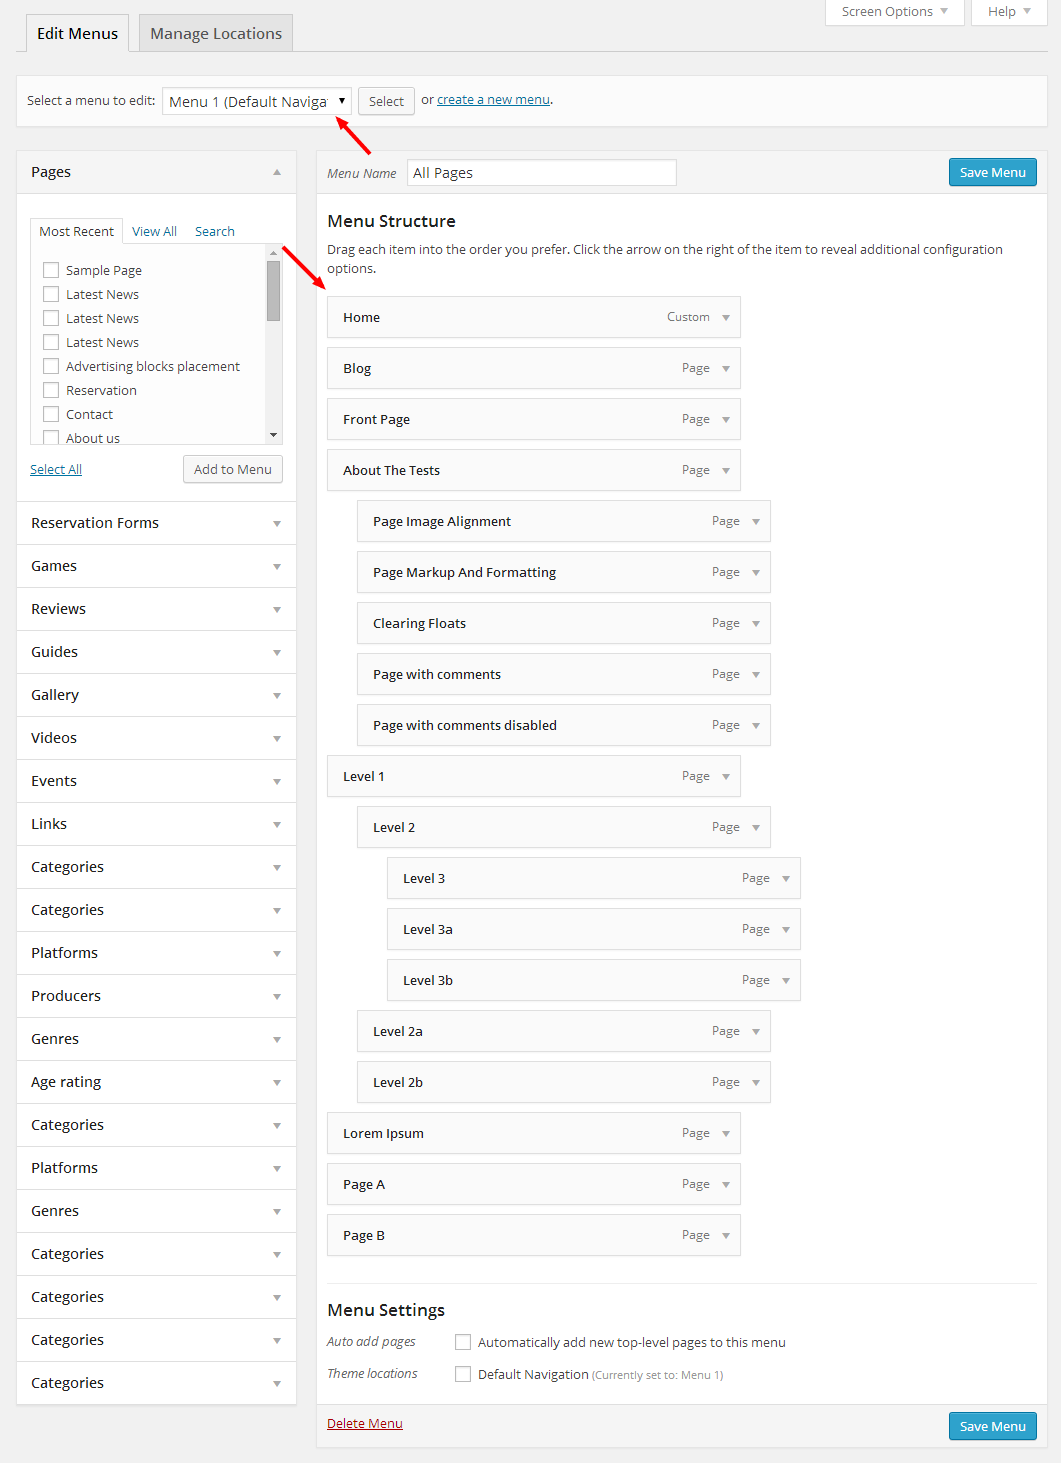 Screen Options
Help
Edit Menus
Manage Locations
Select a menu to edit: Menu 1 (Default Naviga Select or create a new menu.
Pages
Most Recent View All Search
Sample Page
Latest News
Latest News
Latest News
Advertising blocks placement
Reservation
Contact
About us
Select All
Add to Menu
Reservation Forms
Games
Reviews
Guides
Gallery
Videos
Events
Links
Categories
Categories
Platforms
Producers
Genres
Age rating
Categories
Platforms
Genres
Categories
Categories
Categories
Categories
Menu Name All Pages Save Menu
Menu Structure
Drag each item into the order you prefer. Click the arrow on the right of the item to reveal additional configuration
options.
Home Custom
Blog Page
Front Page Page
About The Tests Page
Page Image Alignment Page
Page Markup And Formatting Page
Clearing Floats Page
Page with comments Page
Page with comments disabled Page
Level 1 Page
Level 2 Page
Level 3 Page
Level 3a Page
Level 3b Page
Level 2a Page
Level 2b Page
Lorem Ipsum Page
Page A Page
Page B Page
Menu Settings
Auto add pages Automatically add new top-level pages to this menu
Theme locations Default Navigation (Currently set to: Menu 1)
Delete Menu Save Menu